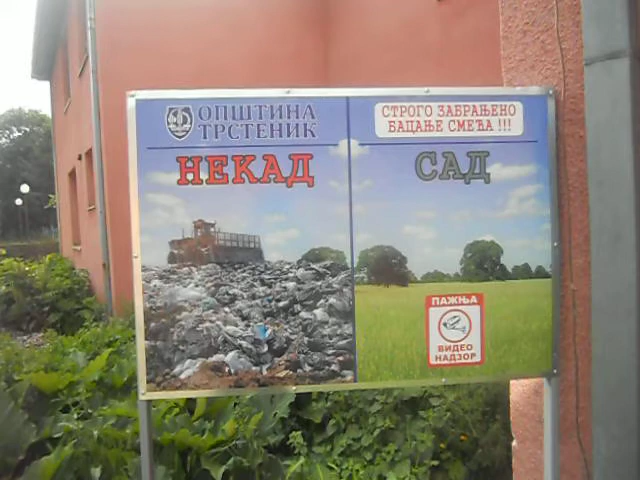 ОПШТИНА
ТРСТЕНИК
НЕКАД
СТРОГО ЗАБРАЊЕНО
БАЦАЊЕ СМЕЋА !!!
САД
ПАЖЊА
ВИДЕО
НАДЗОР